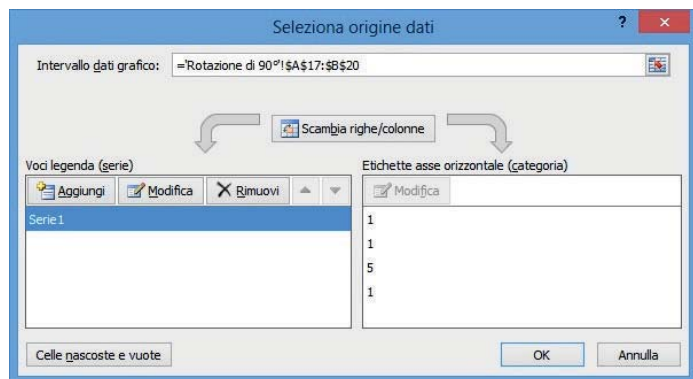 Seleziona origine dati
? ×
Intervallo dati grafico: ='Rotazione di 90°'!$A$17:$B$20
Scambia righe/colonne
Voci legenda (serie)
Etichette asse orizzontale (categoria)
Aggiungi Modifica Rimuovi
Modifica
Serie1
1
1
5
1
Celle nascoste e vuote
OK Annulla